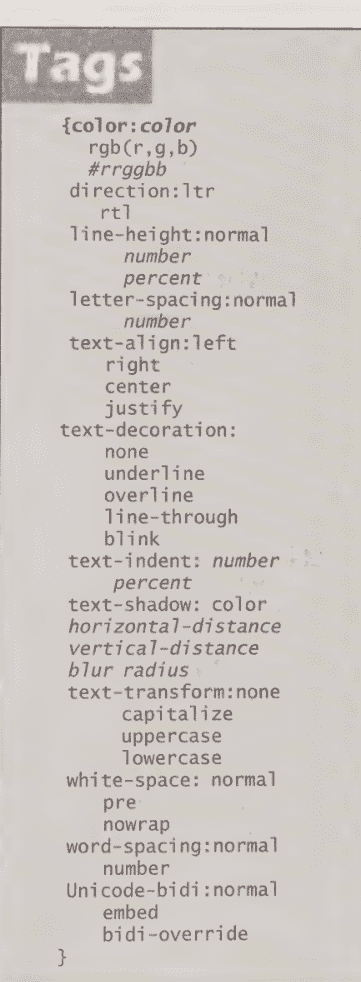 Tags
{color:color
rgb(r,g,b)
#rrggbb
direction:ltr
rtl
line-height:normal
number
percent
letter-spacing:normal
number
text-align:left
right
center
justify
text-decoration:
none
underline
overline
line-through
blink
text-indent: number
percent
text-shadow: color
horizontal-distance
vertical-distance
blur radius
text-transform:none
capitalize
uppercase
lowercase
white-space: normal
pre
nowrap
word-spacing:normal
number
Unicode-bidi:normal
embed
bidi-override
}